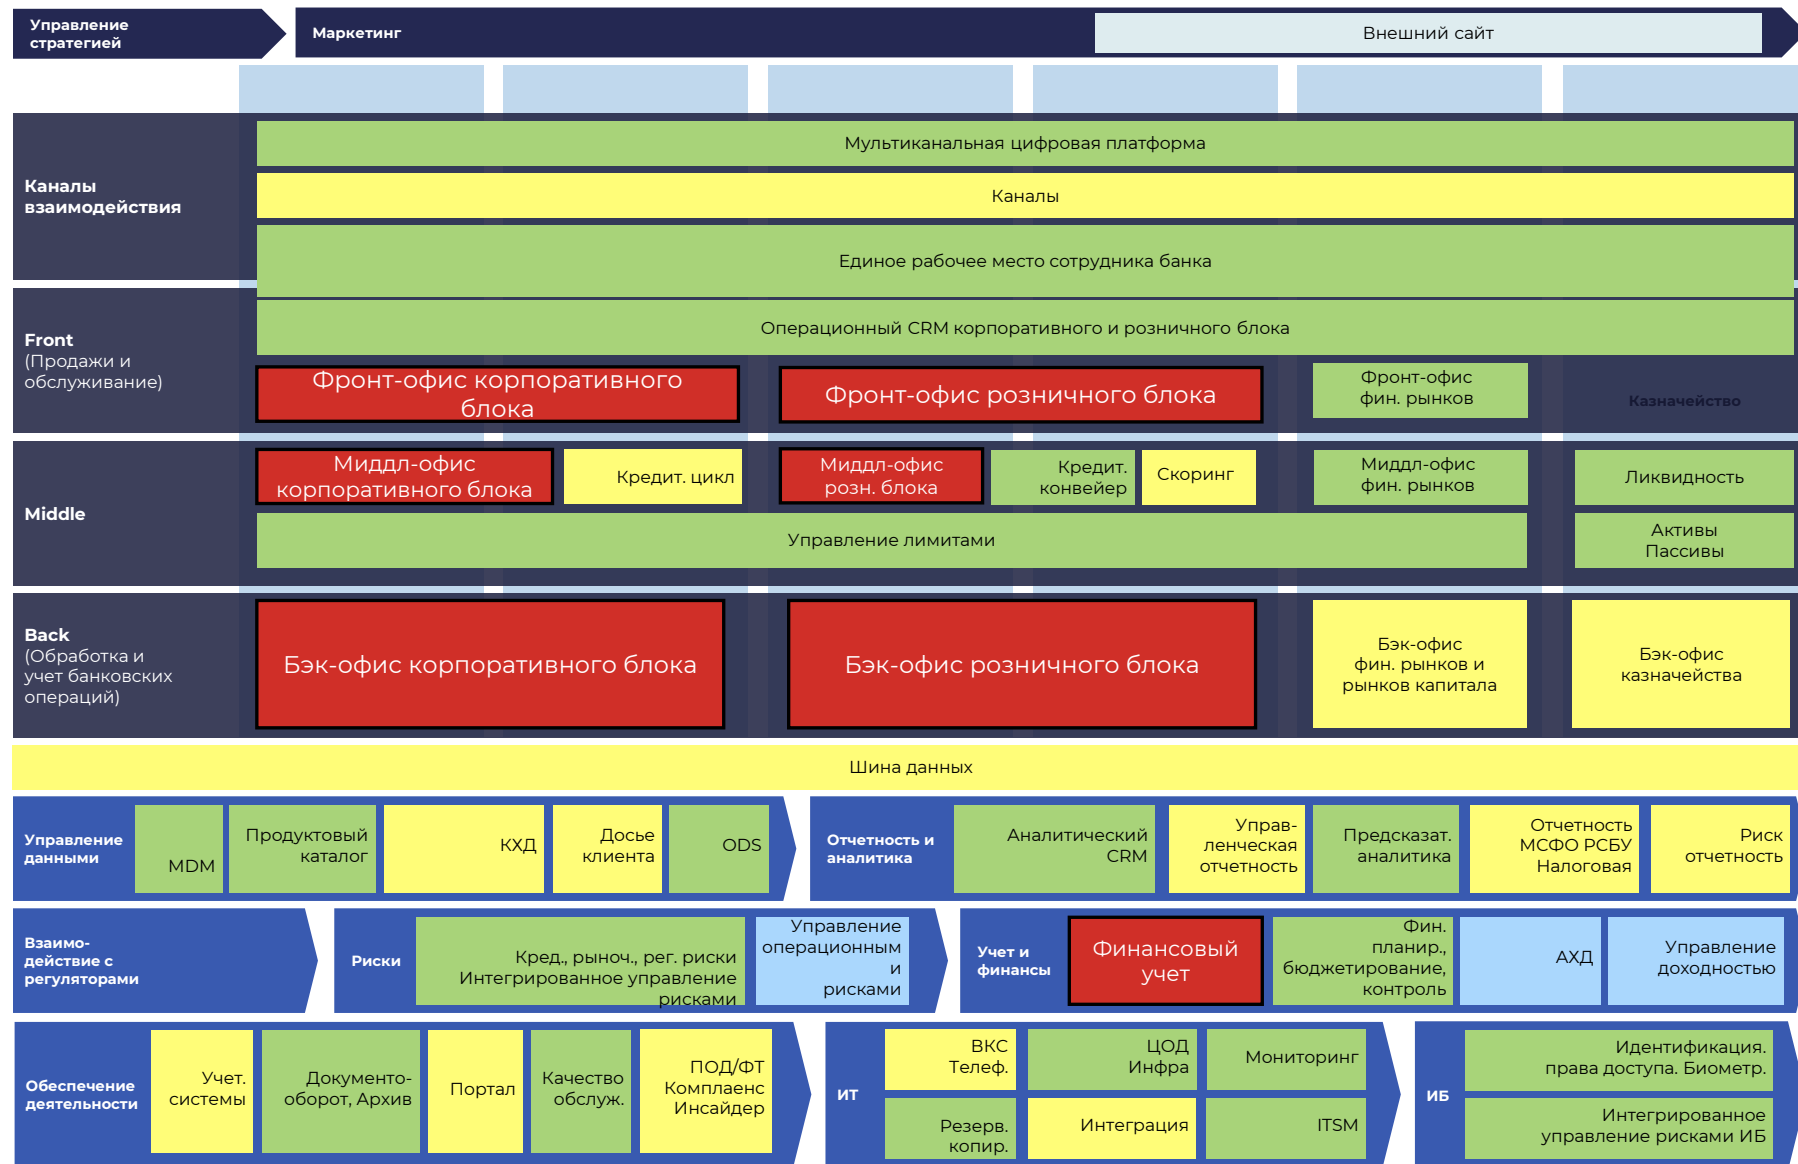 Управление
стратегией
Маркетинг
Внешний сайт
Каналы
взаимодействия
Мультиканальная цифровая платформа
Каналы
Единое рабочее место сотрудника банка
Front
(Продажи и
обслуживание)
Операционный CRM корпоративного и розничного блока
Фронт-офис корпоративного
блока
Фронт-офис розничного блока
Фронт-офис
фин. рынков
Казначейство
Middle
Миддл-офис
корпоративного блока
Кредит. цикл
Миддл-офис
розн. блока
Кредит.
конвейер
Скоринг
Миддл-офис
фин. рынков
Ликвидность
Управление лимитами
Активы
Пассивы
Back
(Обработка и
учет банковских
операций)
Бэк-офис корпоративного блока
Бэк-офис розничного блока
Бэк-офис
фин. рынков и
рынков капитала
Бэк-офис
казначейства
Шина данных
Управление
данными
MDM
Продуктовый
каталог
КХД
Досье
клиента
ODS
Отчетность и
аналитика
Аналитический
CRM
Управ-
ленческая
отчетность
Предсказат.
аналитика
Отчетность
МСФО РСБУ
Налоговая
Риск
отчетность
Взаимо-
действие с
регуляторами
Риски
Кред., рыноч., рег. риски
Интегрированное управление
рисками
Управление
операционным
и
рисками
Учет и
финансы
Финансовый
учет
Фин.
планир.,
бюджетирование,
контроль
АХД
Управление
доходностью
Обеспечение
деятельности
Учет.
системы
Документо-
оборот, Архив
Портал
Качество
обслуж.
ПОД/ФТ
Комплаенс
Инсайдер
ИТ
ВКС
Телеф.
ЦОД
Инфра
Мониторинг
Резерв.
копир.
Интеграция
ITSM
ИБ
Идентификация.
права доступа. Биометр.
Интегрированное
управление рисками ИБ